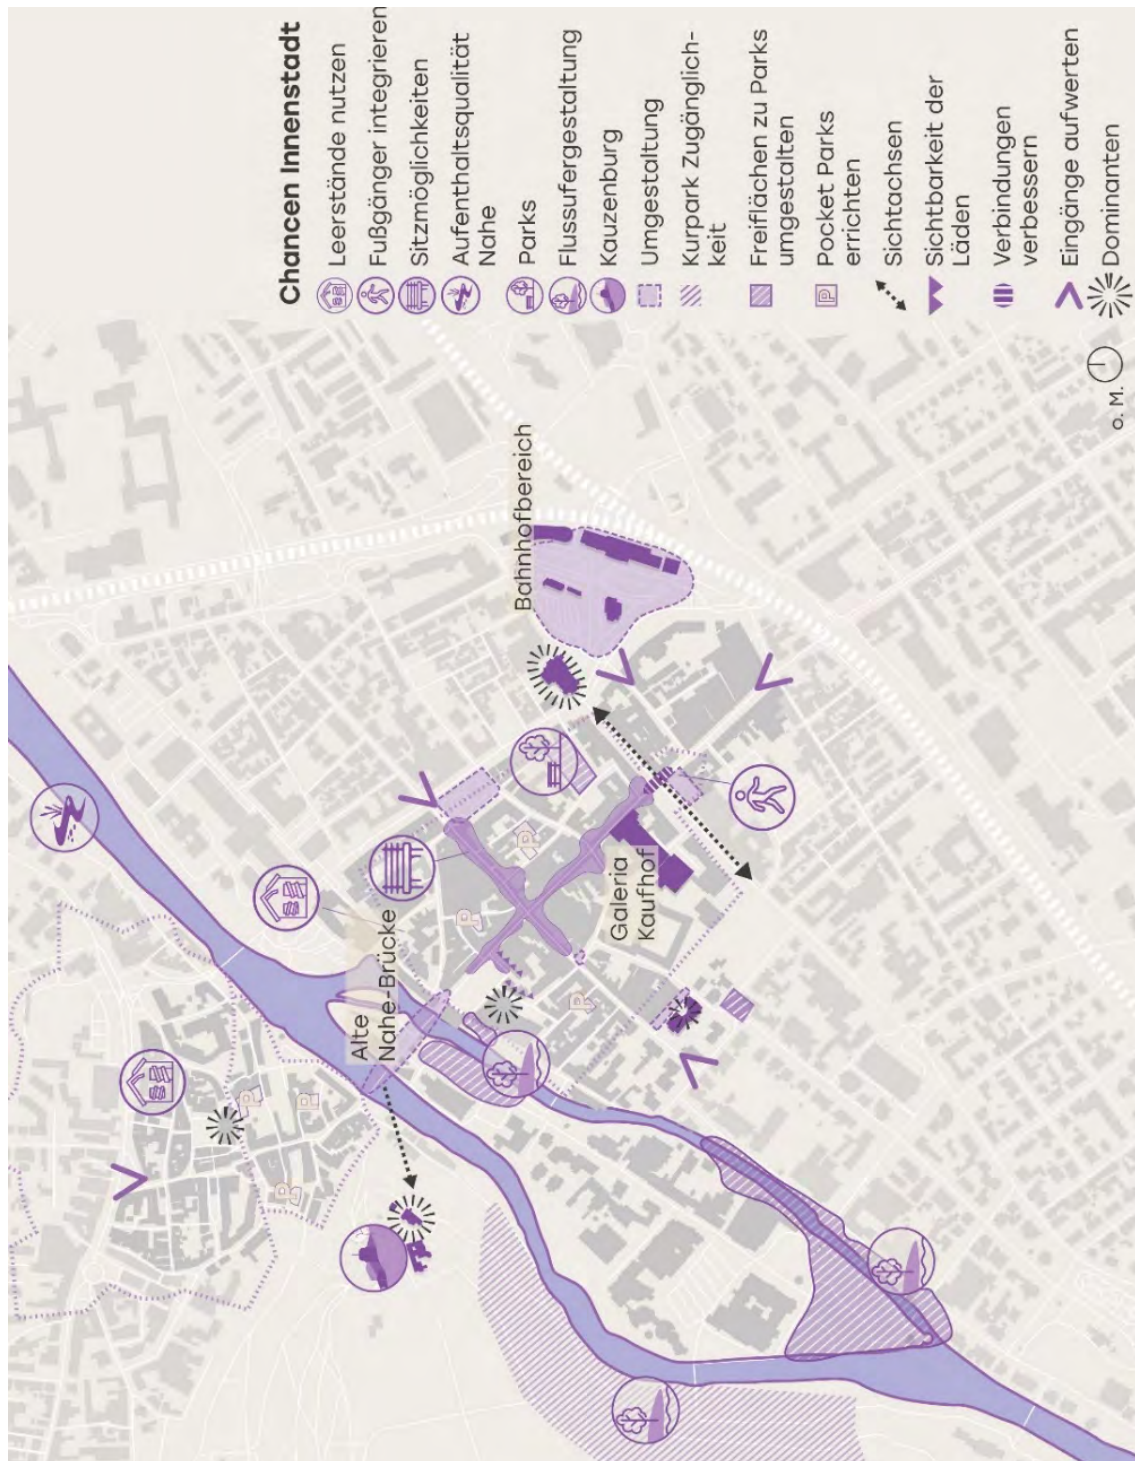 Chancen Innenstadt
Leerstände nutzen
Fußgänger integrieren
Sitzmöglichkeiten
Aufenthaltsqualität
Nahe
Parks
Flussufergestaltung
Kauzenburg
Umgestaltung
Kurpark Zugänglich-
keit
Freiflächen zu Parks
umgestalten
P
Pocket Parks
errichten
Sichtachsen
Sichtbarkeit der
Läden
Verbindungen
verbessern
Eingänge aufwerten
Dominanten
o. M.
Bahnhofbereich
Galeria
Kaufhof
Alte
Nahe-Brücke
P
P
P
P
P
P